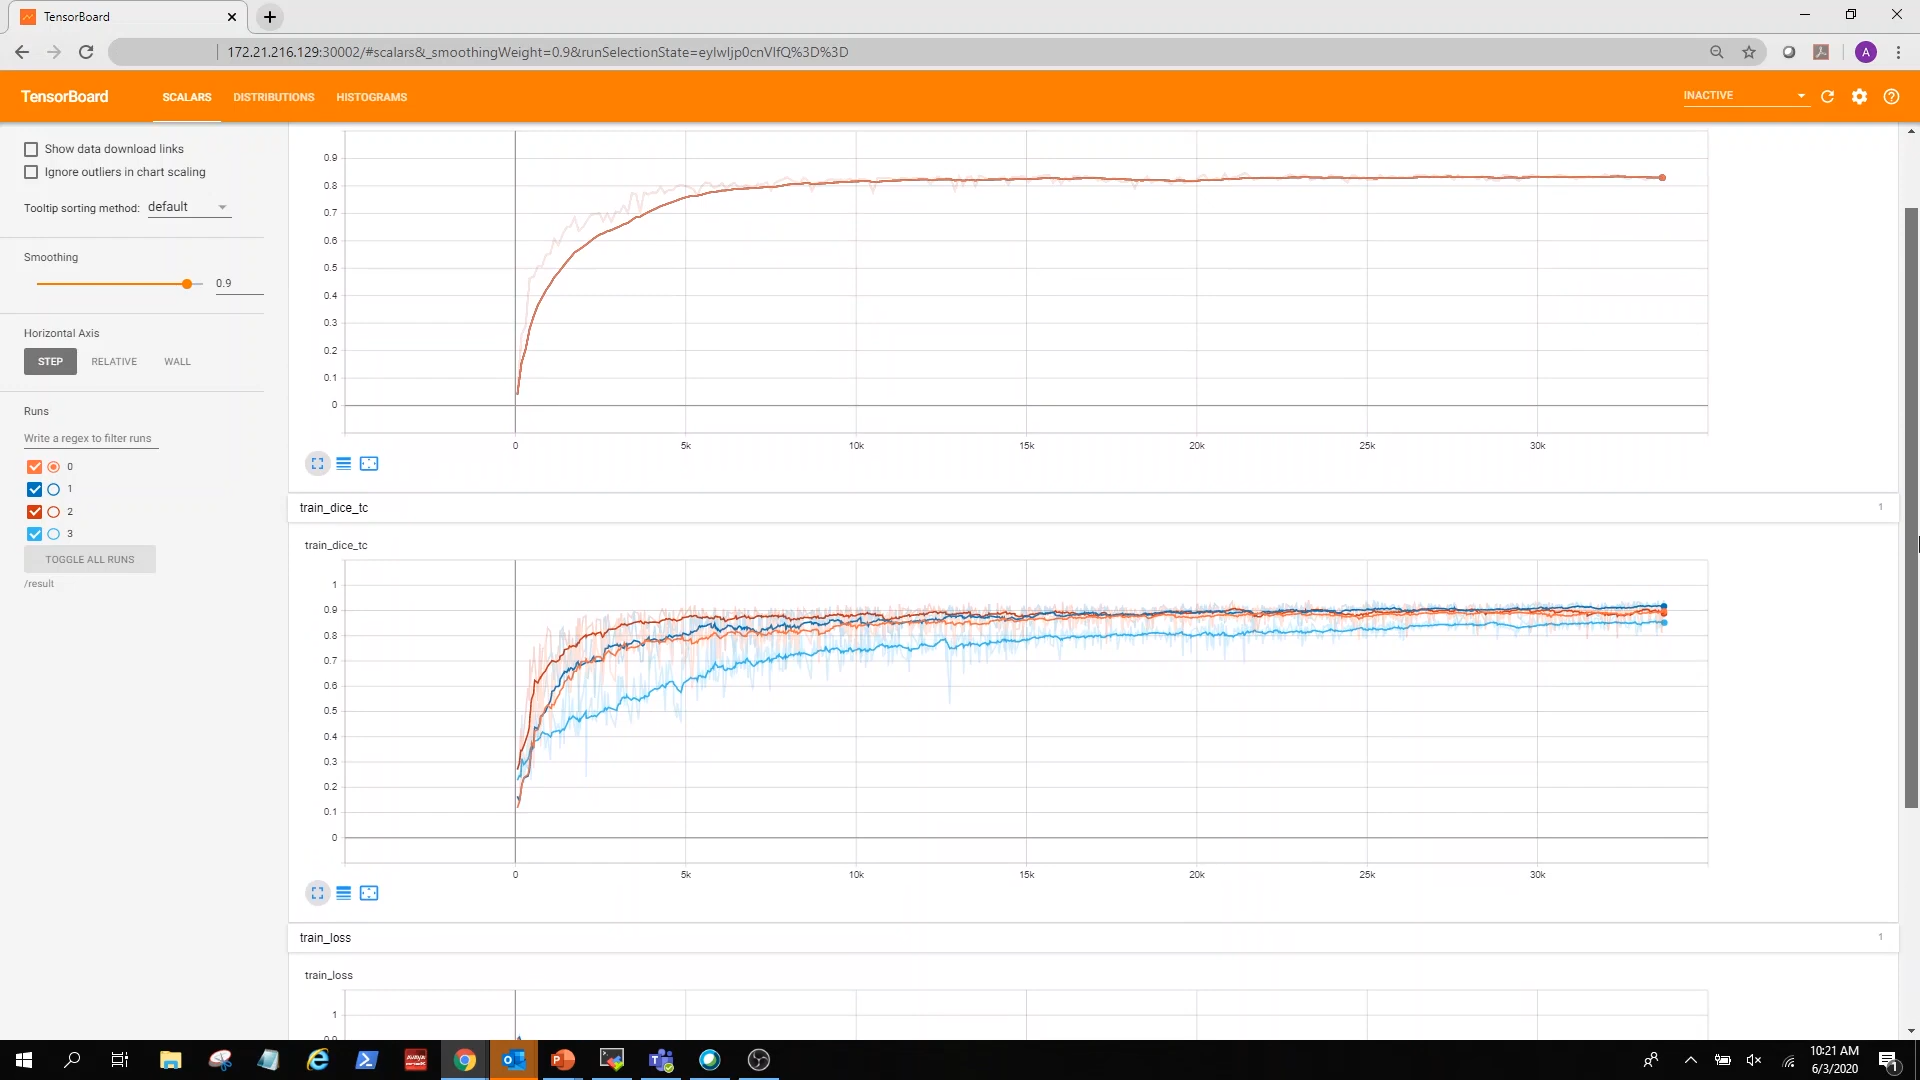 TensorBoard
172.21.216.129:30002/#scalars&_smoothingWeight=0.9&runSelectionState=eyIwIjp0cnVlfQ%3D%3D
A
TensorBoard SCALARS DISTRIBUTIONS HISTOGRAMS INACTIVE
Show data download links
Ignore outliers in chart scaling
Tooltip sorting method: default
Smoothing
0.9
Horizontal Axis
STEP RELATIVE WALL
Runs
Write a regex to filter runs
0
1
2
3
TOGGLE ALL RUNS
/result
0.9
0.8
0.7
0.6
0.5
0.4
0.3
0.2
0.1
0
0 5k 10k 15k 20k 25k 30k
train_dice_tc 1
train_dice_tc
1
0.9
0.8
0.7
0.6
0.5
0.4
0.3
0.2
0.1
0
0 5k 10k 15k 20k 25k 30k
train_loss 1
train_loss
1
0.9
10:21 AM
6/3/2020
1